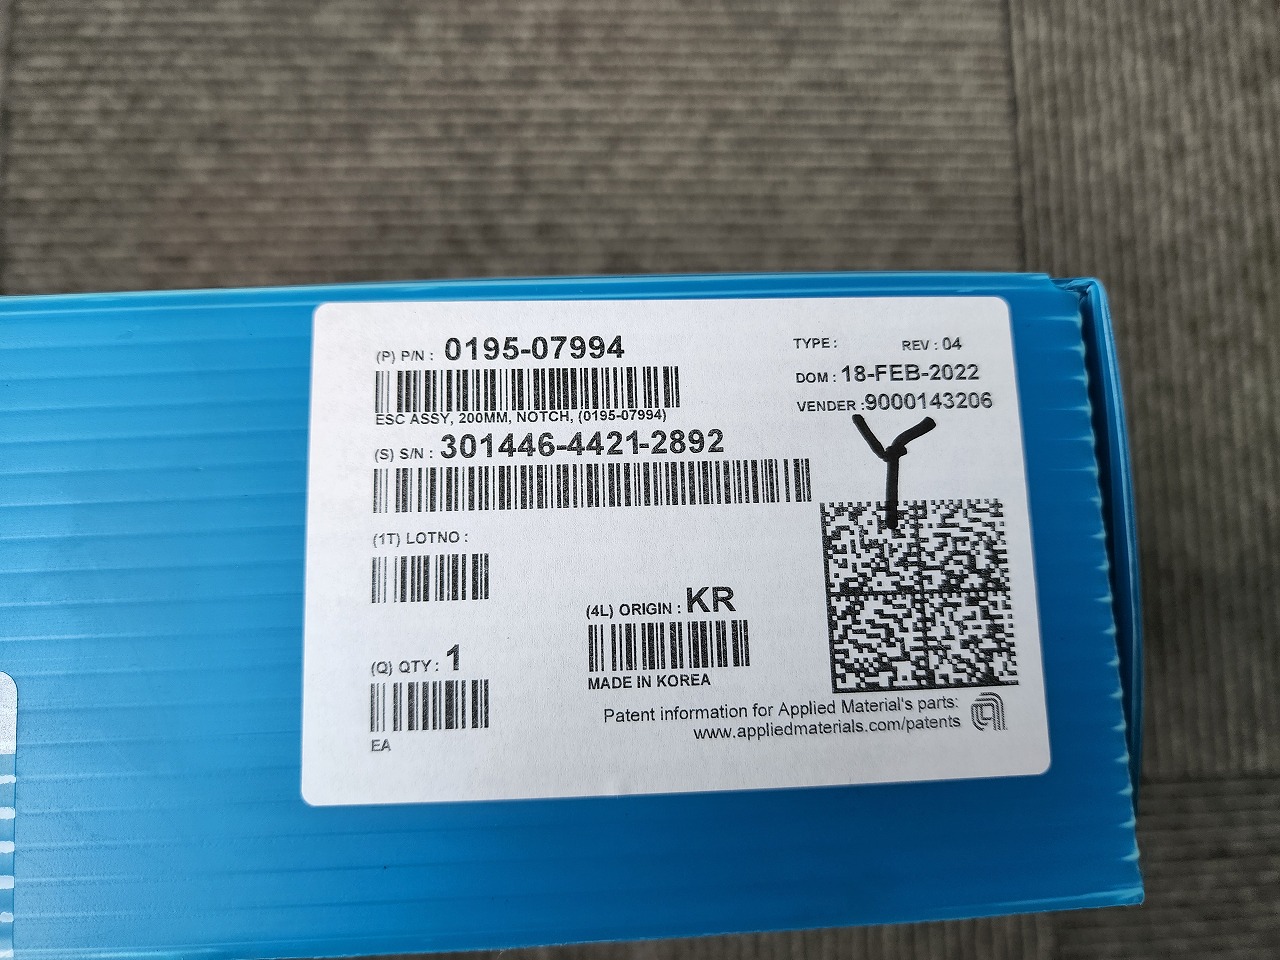 (P) P/N : 0195-07994
ESC ASSY, 200MM, NOTCH, (0195-07994)
(S) S/N : 301446-4421-2892
(1T) LOTNO :
(Q) QTY : 1
EA
TYPE :
REV : 04
DOM : 18-FEB-2022
VENDER :9000143206
Y
(4L) ORIGIN : KR
MADE IN KOREA
Patent information for Applied Material's parts:
www.appliedmaterials.com/patents